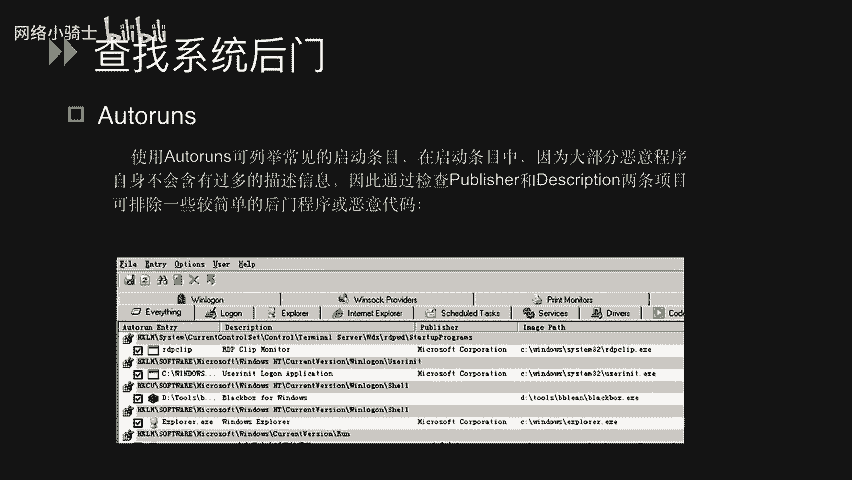 网络小骑士 bilibili
查找系统后门
Autoruns
使用Autoruns可列举常见的启动条目，在启动条目中，因为大部分恶意程序
自身不会含有过多的描述信息，因此通过检查Publisher和Description两条项目
可排除一些较简单的后门程序或恶意代码：
File Entry Options User Help
Winlogon Winsock Providers Print Monitors
Everything Logon Explorer Internet Explorer Scheduled Tasks Services Drivers Code
Autorun Entry Description Publisher Image Path
HKLM\System\CurrentControlSet\Control\Terminal Server\Wds\rdpwd\StartupPrograms
rdpclip RDP Clip Monitor Microsoft Corporation c:\windows\system32\rdpclip.exe
HKLM\SOFTWARE\Microsoft\Windows NT\CurrentVersion\Winlogon\Userinit
C:\WINDOWS... Userinit Logon Application Microsoft Corporation c:\windows\system32\userinit.exe
HKCU\SOFTWARE\Microsoft\Windows NT\CurrentVersion\Winlogon\Shell
D:\Tools\b... Blackbox for Windows d:\tools\bblean\blackbox.exe
HKLM\SOFTWARE\Microsoft\Windows NT\CurrentVersion\Winlogon\Shell
Explorer.exe Windows Explorer Microsoft Corporation c:\windows\explorer.exe
HKLM\SOFTWARE\Microsoft\Windows\CurrentVersion\Run